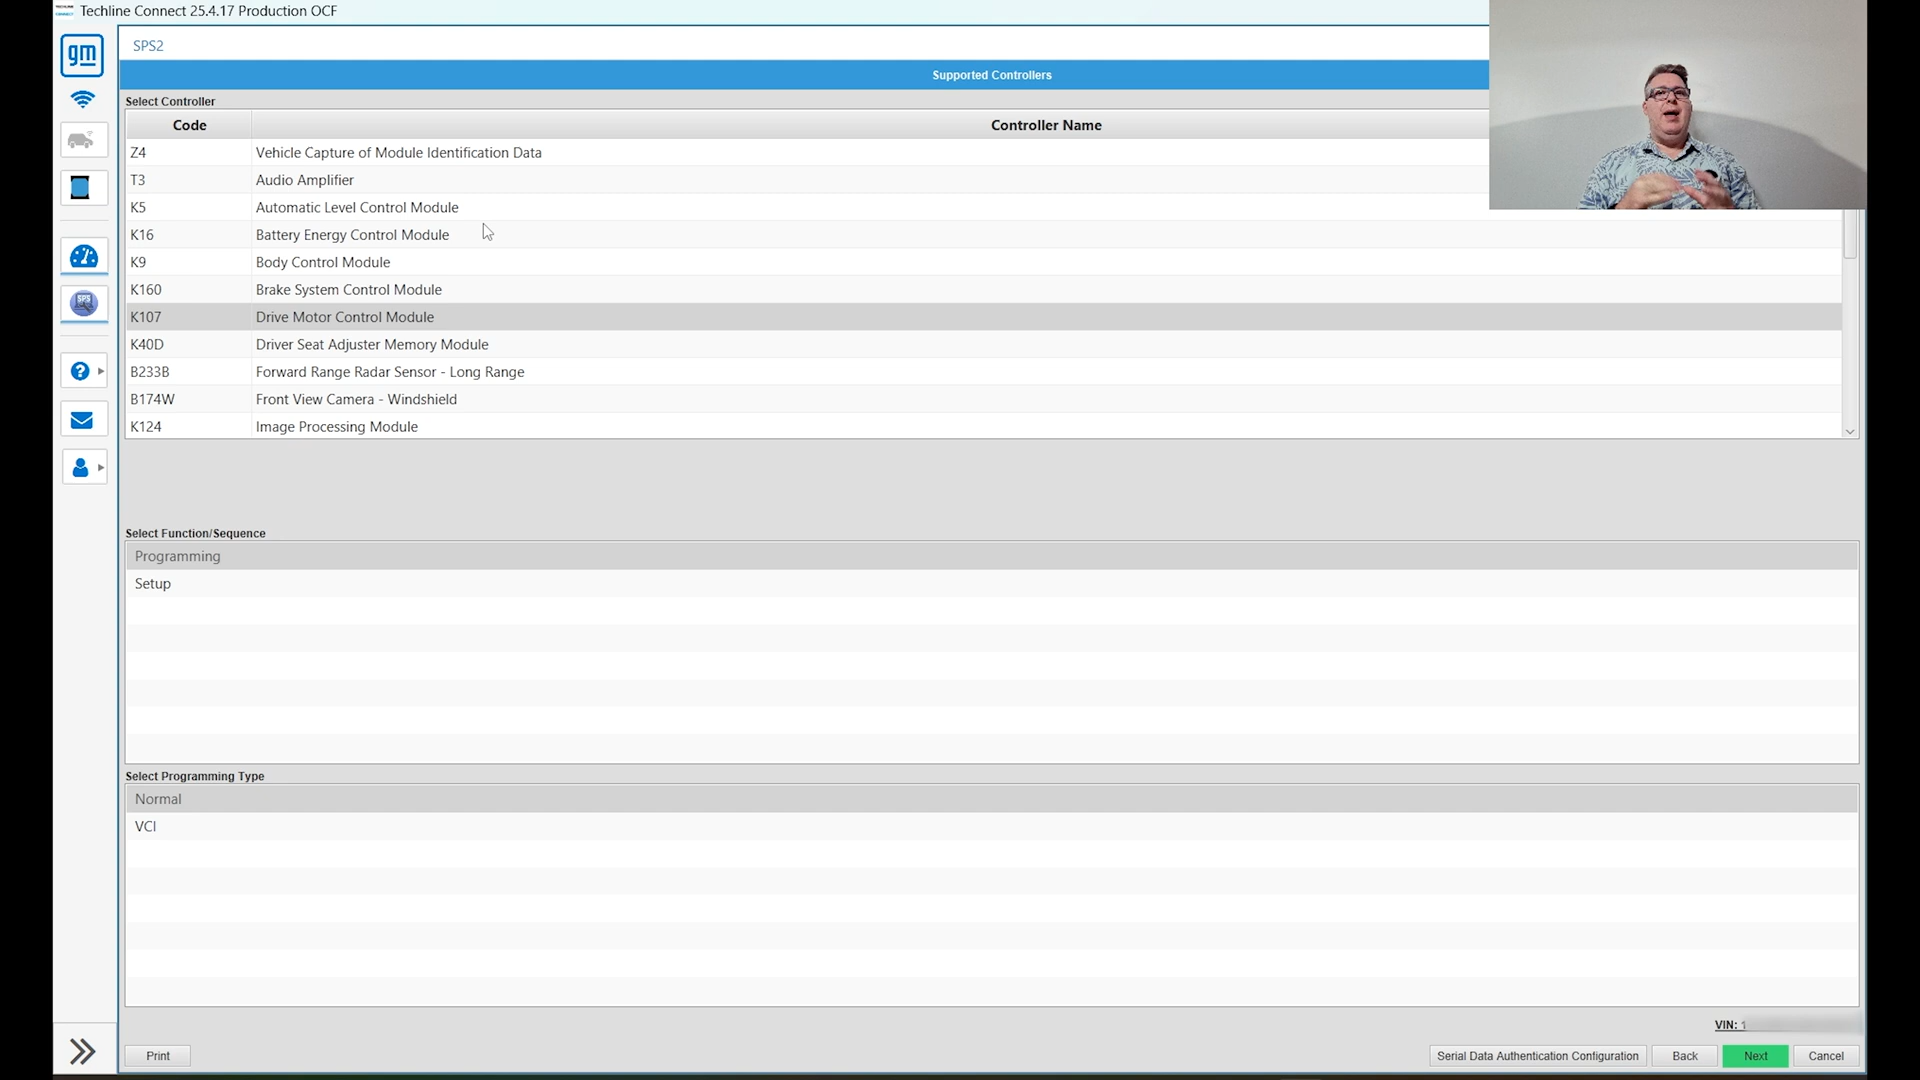 Techline Connect 25.4.17 Production OCF
gm
SPS2
Supported Controllers
Select Controller
Code Controller Name
Z4 Vehicle Capture of Module Identification Data
T3 Audio Amplifier
K5 Automatic Level Control Module
K16 Battery Energy Control Module
K9 Body Control Module
K160 Brake System Control Module
K107 Drive Motor Control Module
K40D Driver Seat Adjuster Memory Module
B233B Forward Range Radar Sensor - Long Range
B174W Front View Camera - Windshield
K124 Image Processing Module
SPS
Select Function/Sequence
Programming
Setup
Select Programming Type
Normal
VCI
VIN: 1
Print
Serial Data Authentication Configuration
Back
Next
Cancel